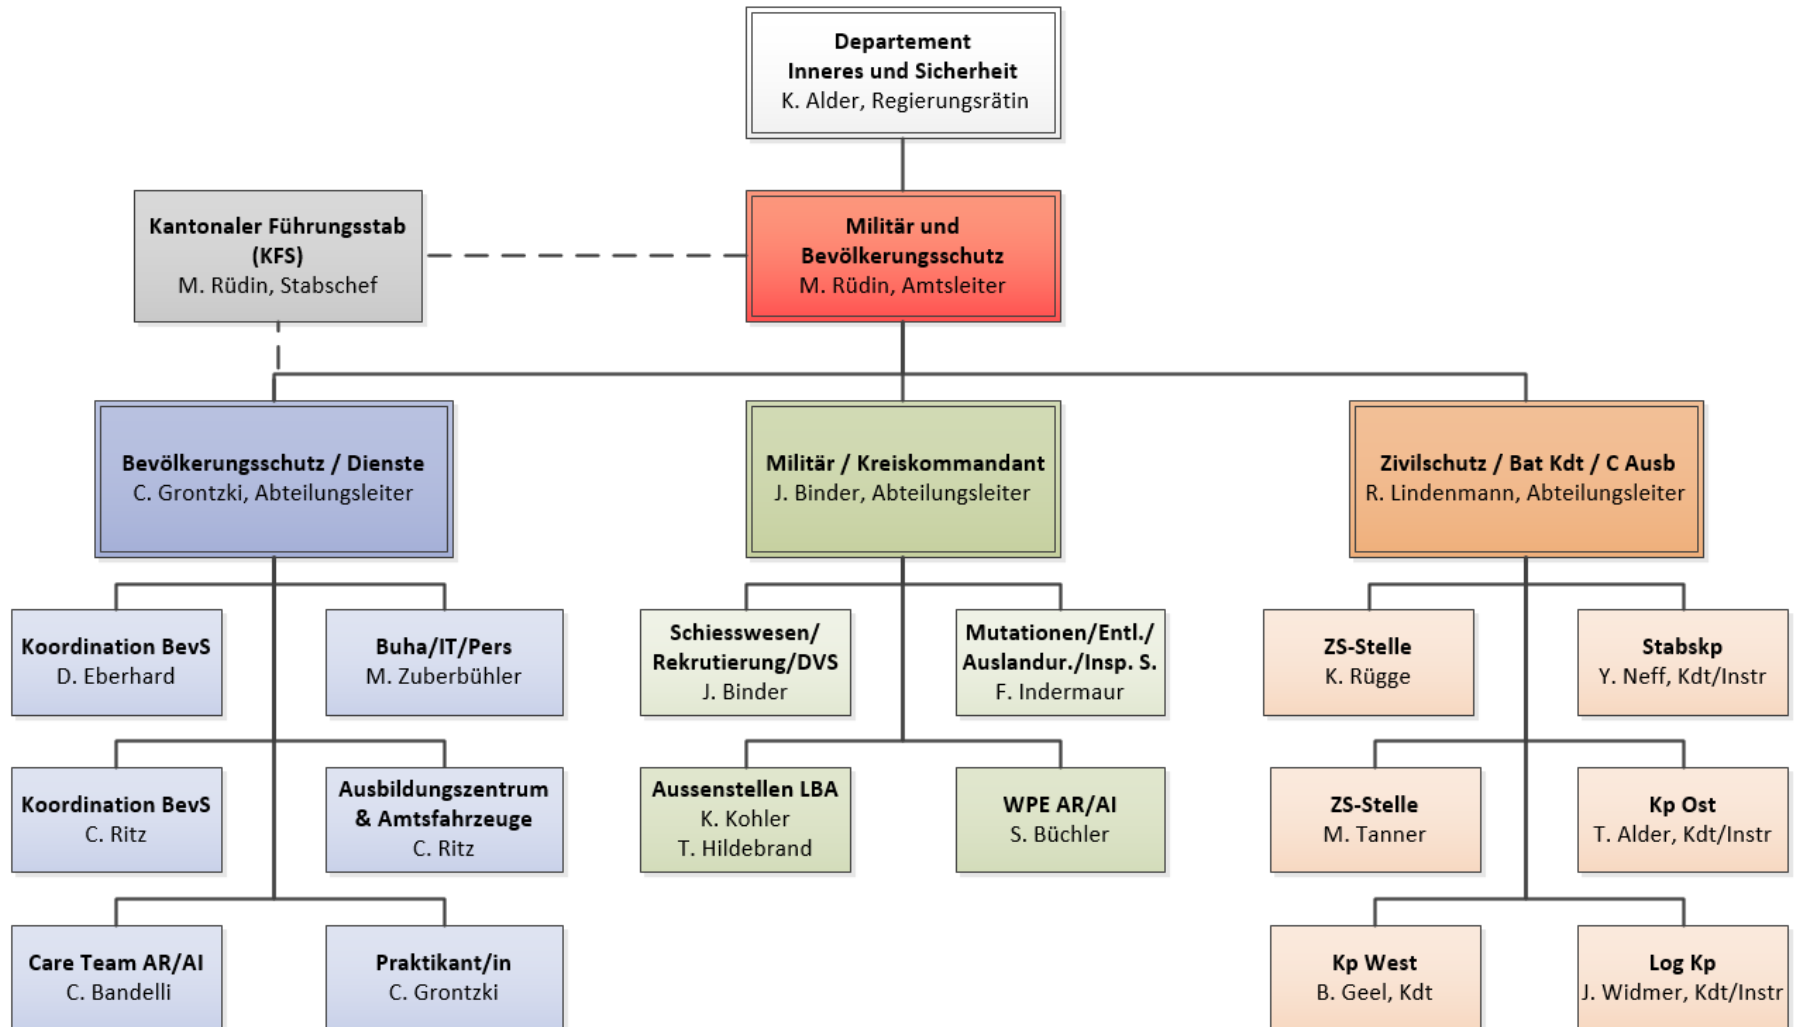 Departement
Inneres und Sicherheit
K. Alder, Regierungsrätin
Kantonaler Führungsstab
(KFS)
M. Rüdin, Stabschef
Militär und
Bevölkerungsschutz
M. Rüdin, Amtsleiter
Bevölkerungsschutz / Dienste
C. Grontzki, Abteilungsleiter
Militär / Kreiskommandant
J. Binder, Abteilungsleiter
Zivilschutz / Bat Kdt / C Ausb
R. Lindenmann, Abteilungsleiter
Koordination BevS
D. Eberhard
Buha/IT/Pers
M. Zuberbühler
Schiesswesen/
Rekrutierung/DVS
J. Binder
Mutationen/Entl./
Auslandur./Insp. S.
F. Indermaur
ZS-Stelle
K. Rügge
Stabskp
Y. Neff, Kdt/Instr
Koordination BevS
C. Ritz
Ausbildungszentrum
& Amtsfahrzeuge
C. Ritz
Aussenstellen LBA
K. Kohler
T. Hildebrand
WPE AR/AI
S. Büchler
ZS-Stelle
M. Tanner
Kp Ost
T. Alder, Kdt/Instr
Care Team AR/AI
C. Bandelli
Praktikant/in
C. Grontzki
Kp West
B. Geel, Kdt
Log Kp
J. Widmer, Kdt/Instr